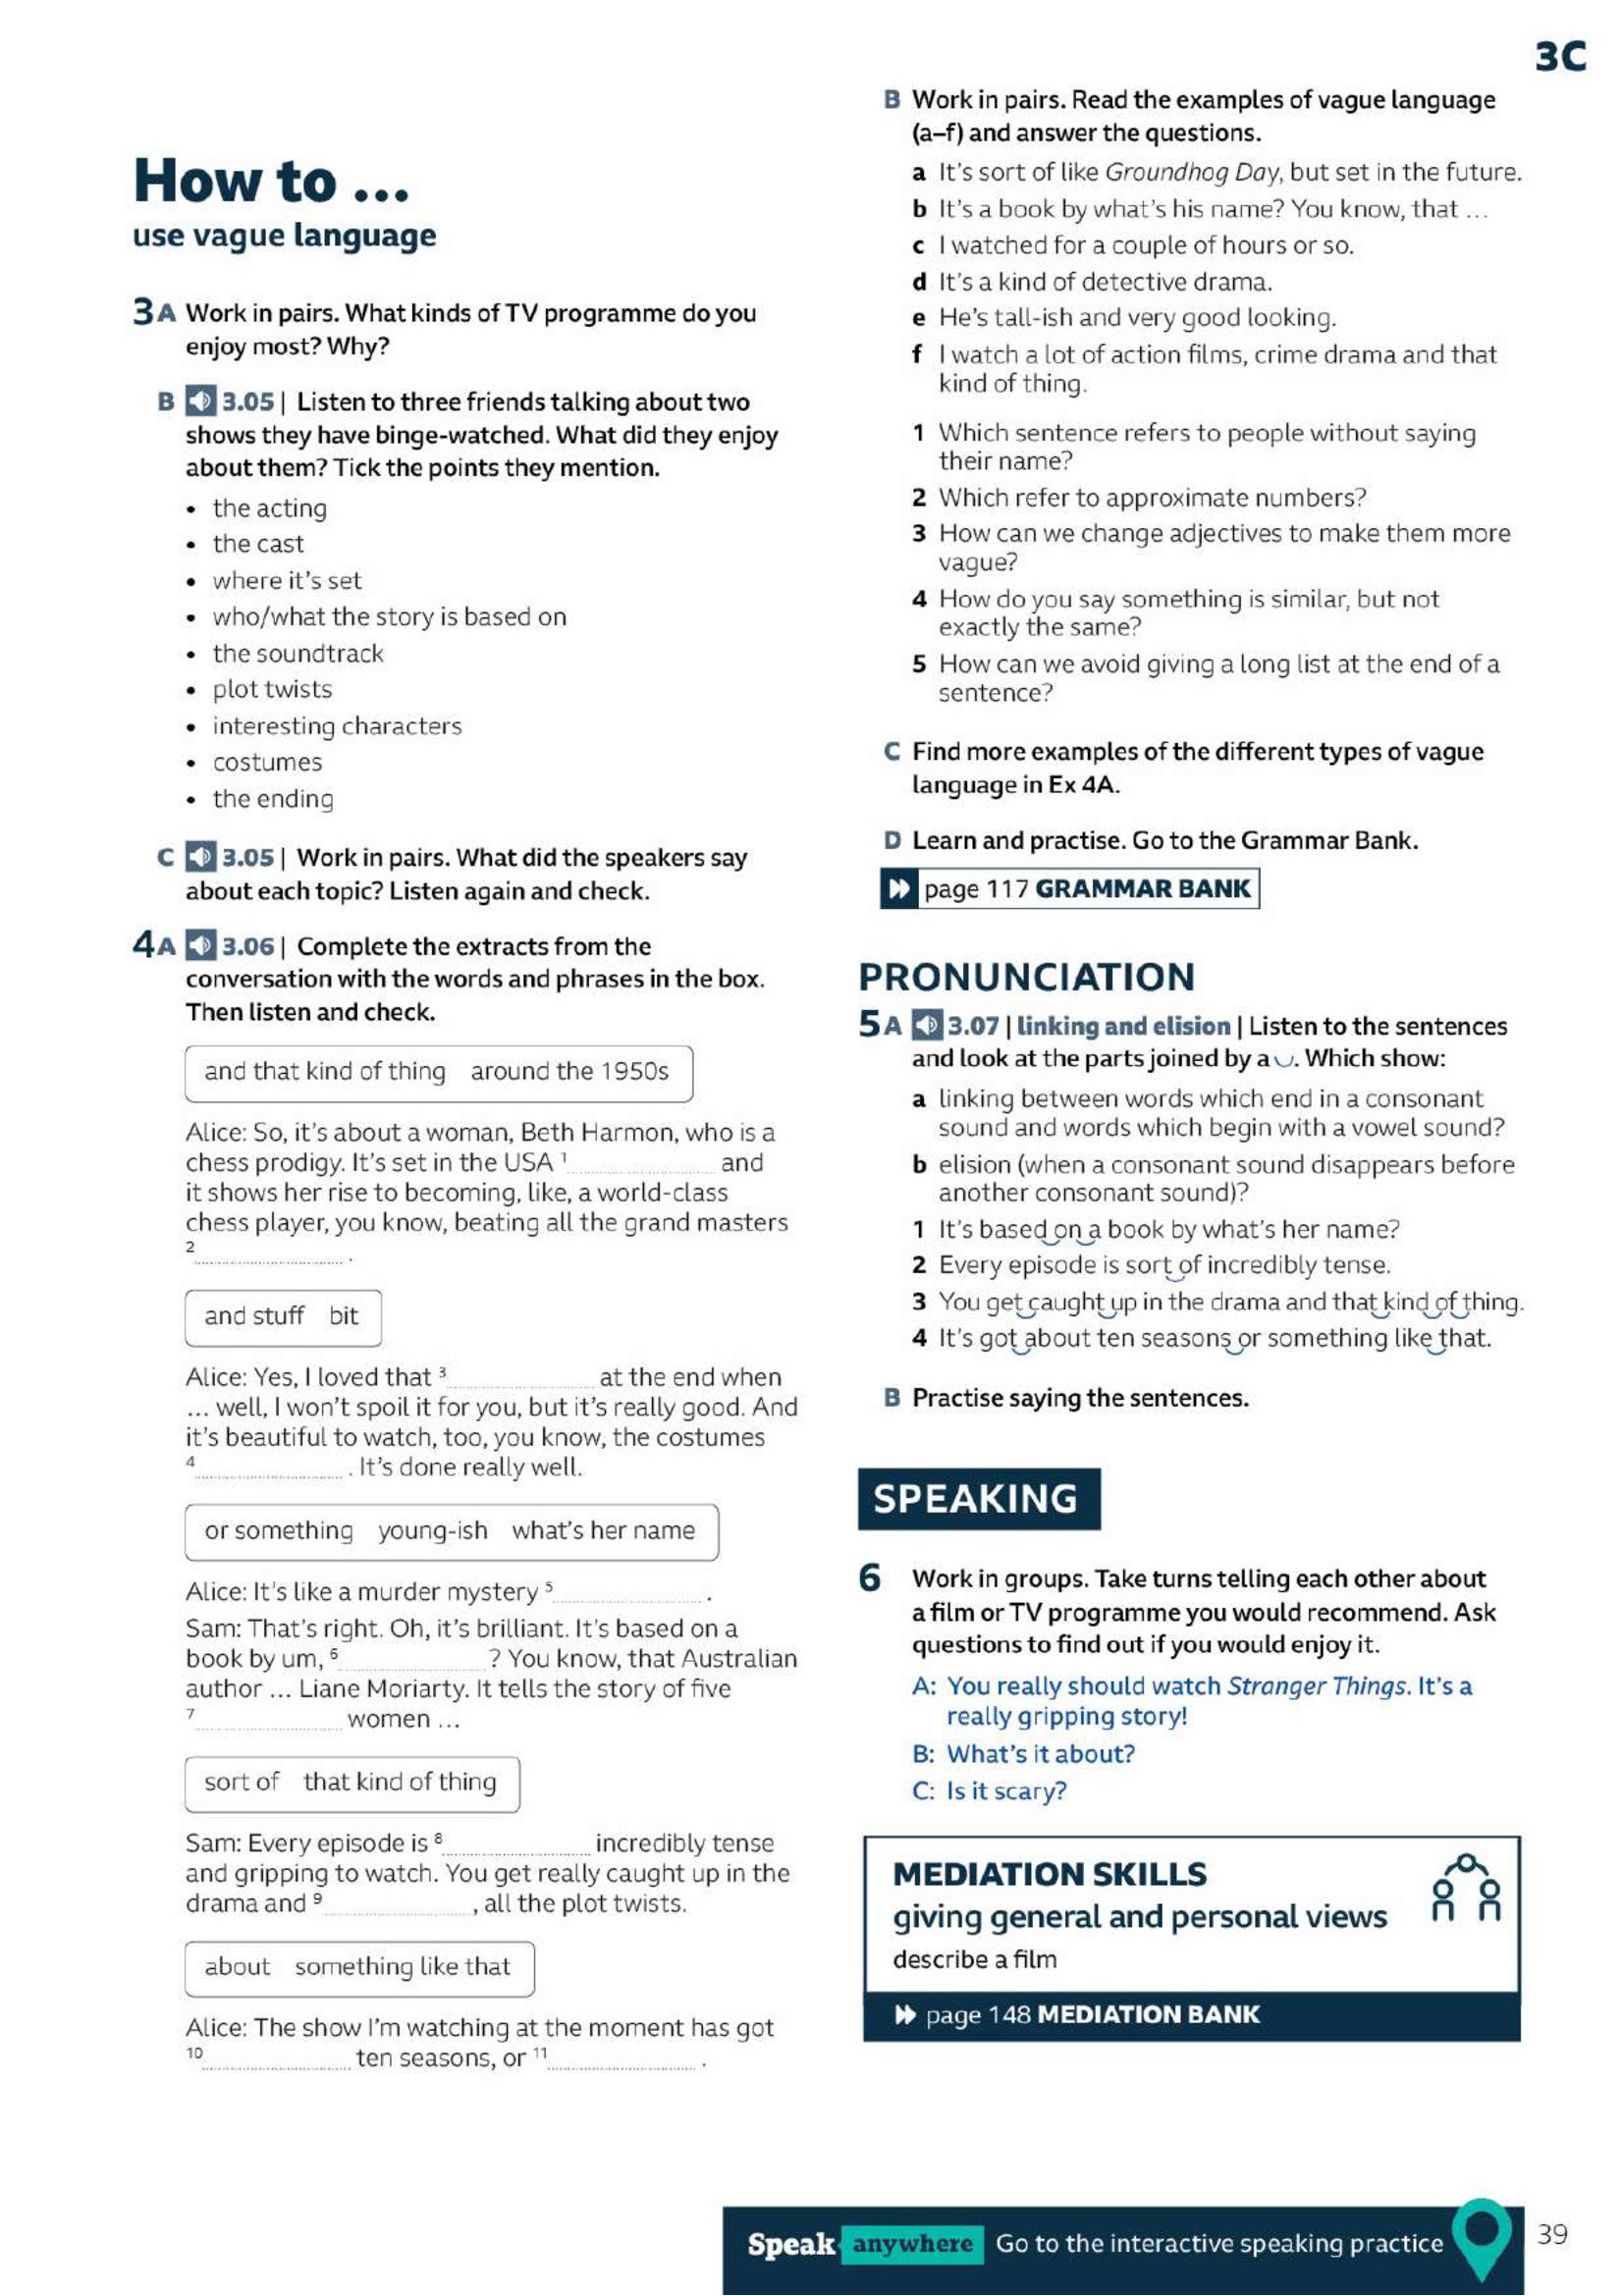 3C
How to ...
use vague language
3A Work in pairs. What kinds of TV programme do you
enjoy most? Why?
B 3.05 | Listen to three friends talking about two
shows they have binge-watched. What did they enjoy
about them? Tick the points they mention.
• the acting
• the cast
• where it's set
• who/what the story is based on
• the soundtrack
• plot twists
• interesting characters
• costumes
• the ending
C 3.05 | Work in pairs. What did the speakers say
about each topic? Listen again and check.
4A 3.06 | Complete the extracts from the
conversation with the words and phrases in the box.
Then listen and check.
and that kind of thing around the 1950s
Alice: So, it's about a woman, Beth Harmon, who is a
chess prodigy. It's set in the USA 1 ............ and
it shows her rise to becoming, like, a world-class
chess player, you know, beating all the grand masters
2 ............ .
and stuff bit
Alice: Yes, I loved that 3 ............ at the end when
... well, I won't spoil it for you, but it's really good. And
it's beautiful to watch, too, you know, the costumes
4 ............ . It's done really well.
or something young-ish what's her name
Alice: It's like a murder mystery 5 ............ .
Sam: That's right. Oh, it's brilliant. It's based on a
book by um, 6 ............ ? You know, that Australian
author ... Liane Moriarty. It tells the story of five
7 ............ women ...
sort of that kind of thing
Sam: Every episode is 8 ............ incredibly tense
and gripping to watch. You get really caught up in the
drama and 9 ............ , all the plot twists.
about something like that
Alice: The show I'm watching at the moment has got
10 ............ ten seasons, or 11 ............ .
B Work in pairs. Read the examples of vague language
(a–f) and answer the questions.
a It's sort of like Groundhog Day, but set in the future.
b It's a book by what's his name? You know, that ...
c I watched for a couple of hours or so.
d It's a kind of detective drama.
e He's tall-ish and very good looking.
f I watch a lot of action films, crime drama and that
kind of thing.
1 Which sentence refers to people without saying
their name?
2 Which refer to approximate numbers?
3 How can we change adjectives to make them more
vague?
4 How do you say something is similar, but not
exactly the same?
5 How can we avoid giving a long list at the end of a
sentence?
C Find more examples of the different types of vague
language in Ex 4A.
D Learn and practise. Go to the Grammar Bank.
page 117 GRAMMAR BANK
PRONUNCIATION
5A 3.07 | linking and elision | Listen to the sentences
and look at the parts joined by a ‿. Which show:
a linking between words which end in a consonant
sound and words which begin with a vowel sound?
b elision (when a consonant sound disappears before
another consonant sound)?
1 It's based‿on‿a book by what's her name?
2 Every episode is sort‿of incredibly tense.
3 You get‿caught‿up in the drama and that‿kind‿of‿thing.
4 It's got‿about ten seasons‿or something like‿that.
B Practise saying the sentences.
SPEAKING
6 Work in groups. Take turns telling each other about
a film or TV programme you would recommend. Ask
questions to find out if you would enjoy it.
A: You really should watch Stranger Things. It's a
really gripping story!
B: What's it about?
C: Is it scary?
MEDIATION SKILLS
giving general and personal views
describe a film
page 148 MEDIATION BANK
Speak anywhere Go to the interactive speaking practice
39